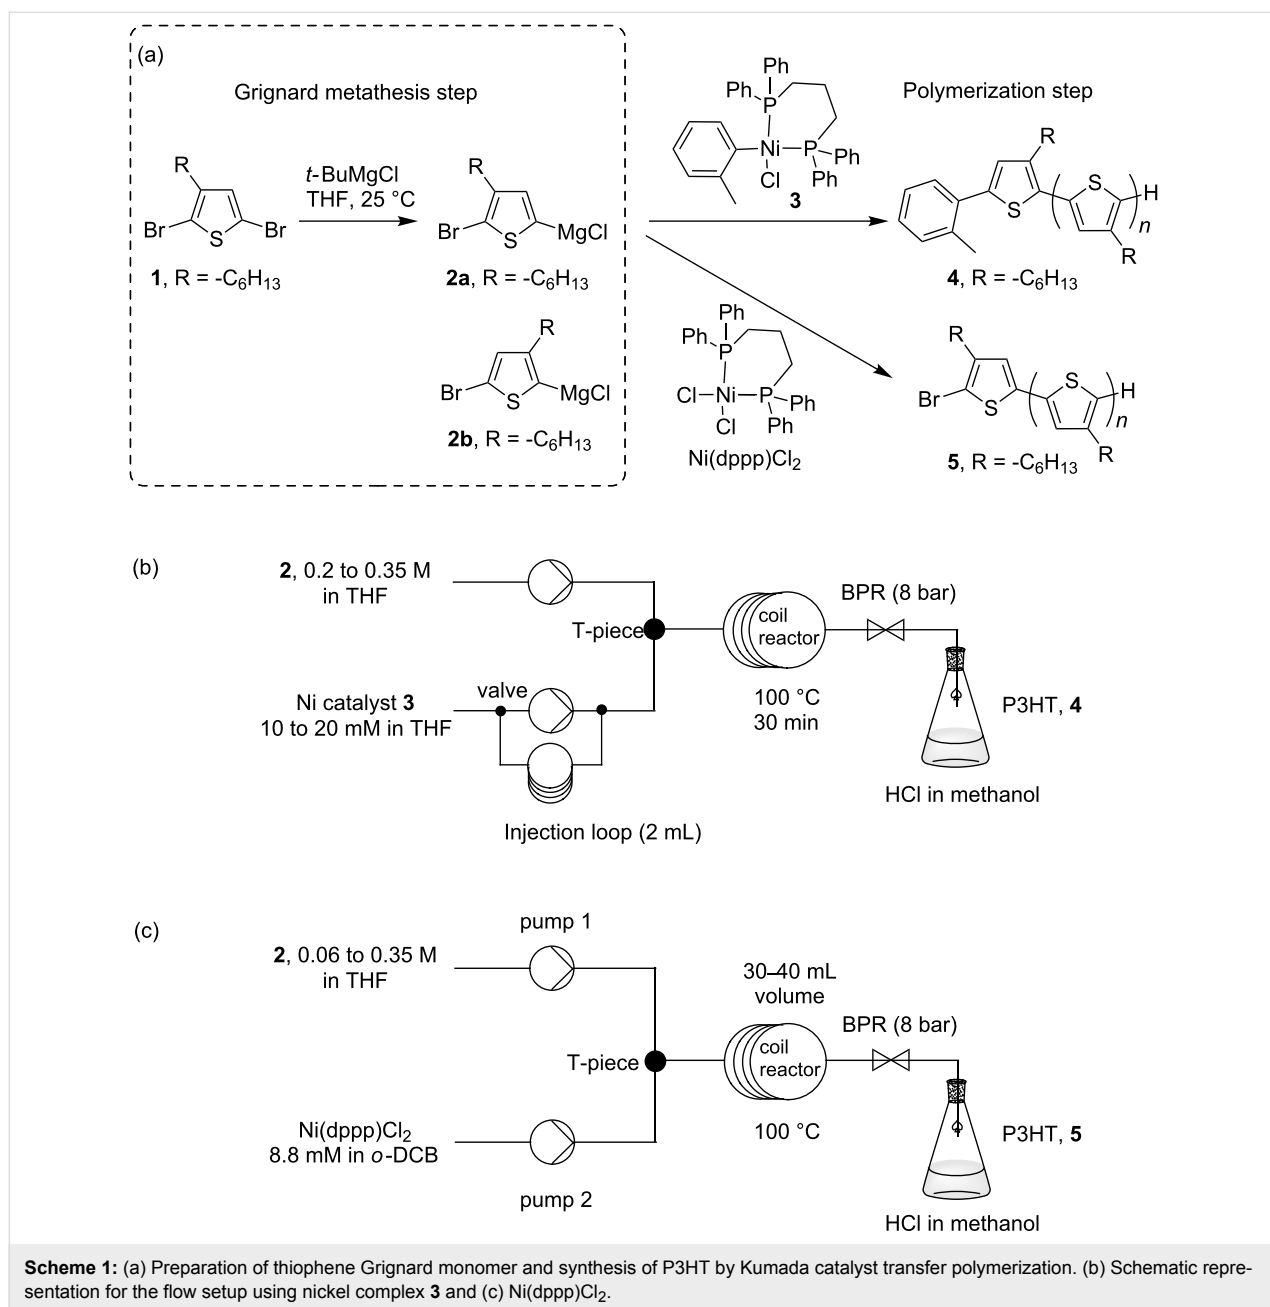 (a)
Grignard metathesis step
Polymerization step
R
Br
S
Br
t-BuMgCl
THF, 25 °C
R
Br
S
MgCl
1, R = -C6H13
2a, R = -C6H13
R
Br
S
MgCl
2b, R = -C6H13
Ph
Ph
P
Ni
P
Ph
Cl
Ph
3
R
S
S
H
n
R
4, R = -C6H13
Ph
Ph
P
Cl
Ni
P
Ph
Cl
Ph
Ni(dppp)Cl2
R
Br
S
S
H
n
R
5, R = -C6H13
(b)
2, 0.2 to 0.35 M
in THF
T-piece
Ni catalyst 3
10 to 20 mM in THF
valve
Injection loop (2 mL)
coil
reactor
100 °C
30 min
BPR (8 bar)
P3HT, 4
HCl in methanol
(c)
pump 1
2, 0.06 to 0.35 M
in THF
T-piece
Ni(dppp)Cl2
8.8 mM in o-DCB
pump 2
30–40 mL
volume
coil
reactor
100 °C
BPR (8 bar)
P3HT, 5
HCl in methanol
Scheme 1: (a) Preparation of thiophene Grignard monomer and synthesis of P3HT by Kumada catalyst transfer polymerization. (b) Schematic repre-
sentation for the flow setup using nickel complex 3 and (c) Ni(dppp)Cl2.